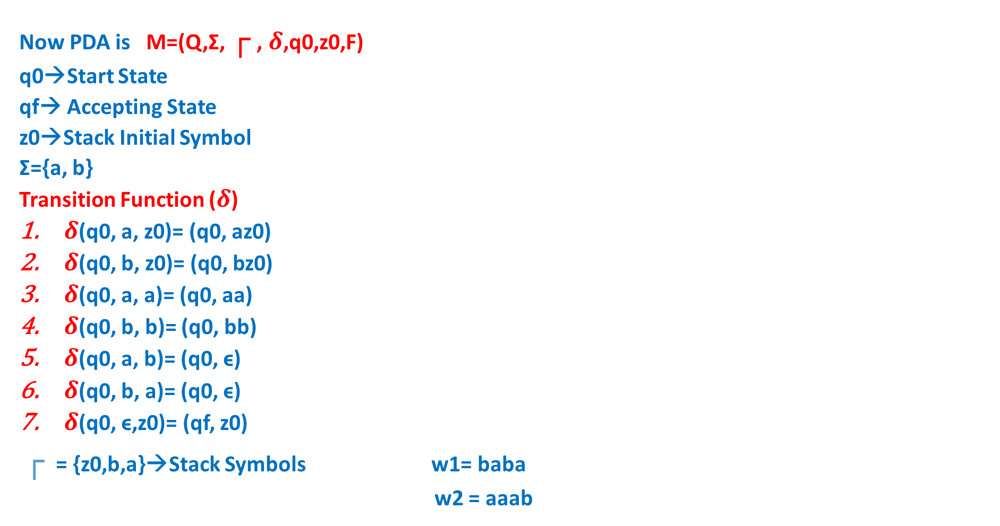 Now PDA is M=(Q,Σ, Γ, δ,q0,z0,F)
q0→Start State
qf→ Accepting State
z0→Stack Initial Symbol
Σ={a, b}
Transition Function (δ)
1. δ(q0, a, z0)= (q0, az0)
2. δ(q0, b, z0)= (q0, bz0)
3. δ(q0, a, a)= (q0, aa)
4. δ(q0, b, b)= (q0, bb)
5. δ(q0, a, b)= (q0, ϵ)
6. δ(q0, b, a)= (q0, ϵ)
7. δ(q0, ϵ,z0)= (qf, z0)
Γ = {z0,b,a}→Stack Symbols
w1= baba
w2 = aaab